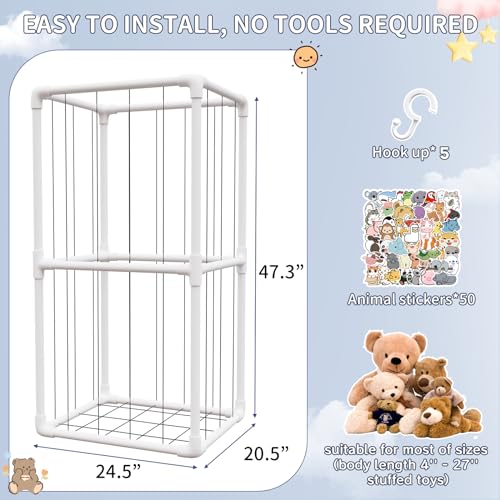 EASY TO INSTALL, NO TOOLS REQUIRED
Hook up* 5
47.3”
Animal stickers*50
20.5”
24.5”
suitable for most of sizes
(body length 4'' - 27''
stuffed toys)